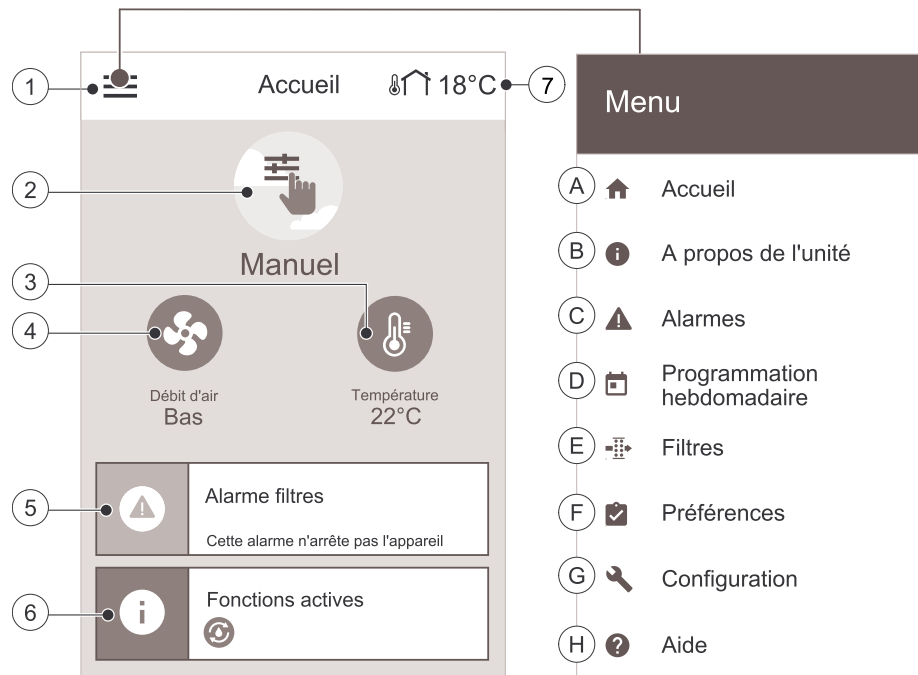 1
Accueil
18°C
7
2
Manuel
3
4
Débit d'air
Bas
Température
22°C
5
Alarme filtres
Cette alarme n'arrête pas l'appareil
6
i
Fonctions actives
Menu
A
Accueil
B
i
A propos de l'unité
C
Alarmes
D
Programmation
hebdomadaire
E
Filtres
F
Préférences
G
Configuration
H
?
Aide